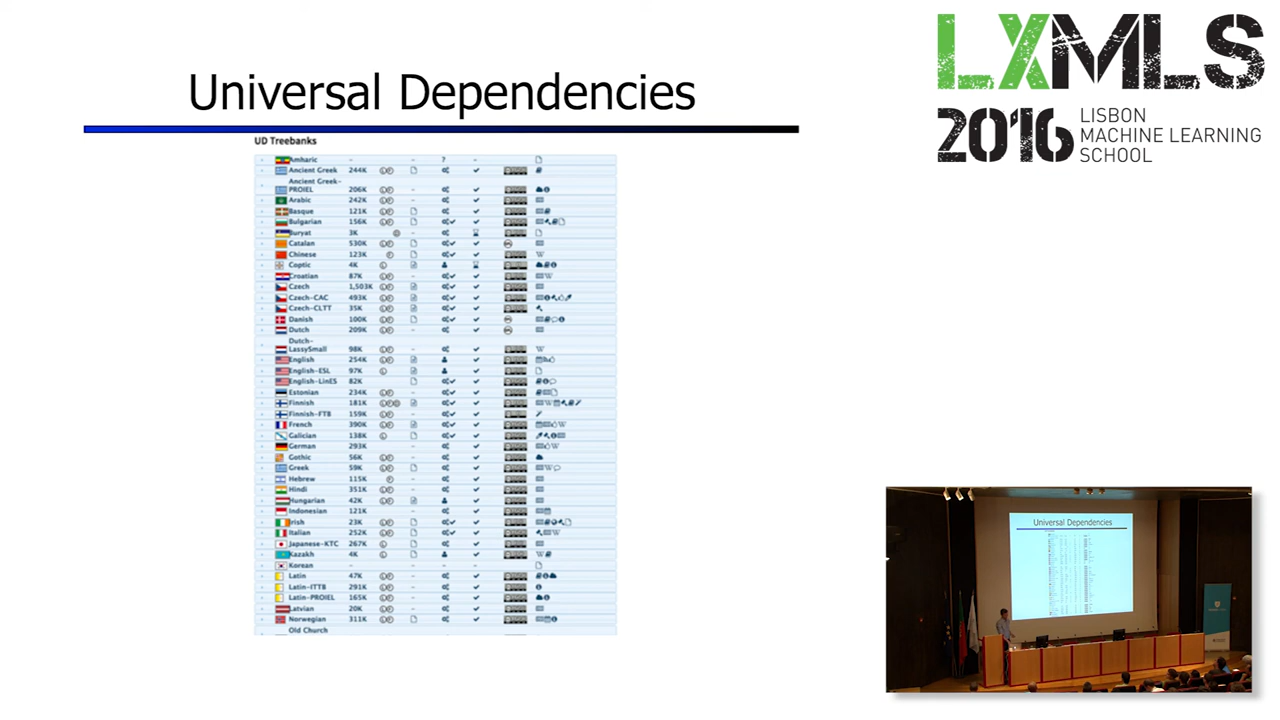 LXMLS
2016 LISBON
MACHINE LEARNING
SCHOOL
Universal Dependencies
UD Treebanks
Amharic - - ? -
Ancient Greek 244K
Ancient Greek-
PROIEL 206K -
Arabic 242K -
Basque 121K
Bulgarian 156K
Buryat 3K -
Catalan 530K
Chinese 123K W
Coptic 4K
Croatian 87K - W
Czech 1,503K
Czech-CAC 493K
Czech-CLTT 35K
Danish 100K
Dutch 209K -
Dutch-
LassySmall 98K - W
English 254K
English-ESL 97K
English-LinES 82K
Estonian 234K -
Finnish 181K W
Finnish-FTB 159K -
French 390K W
Galician 138K
German 293K - W
Gothic 56K -
Greek 59K W
Hebrew 115K -
Hindi 351K -
Hungarian 42K
Indonesian 121K -
Irish 23K
Italian 252K W
Japanese-KTC 267K
Kazakh 4K W
Korean - - - -
Latin 47K -
Latin-ITTB 291K -
Latin-PROIEL 165K -
Latvian 20K -
Norwegian 311K
Old Church
Universal Dependencies